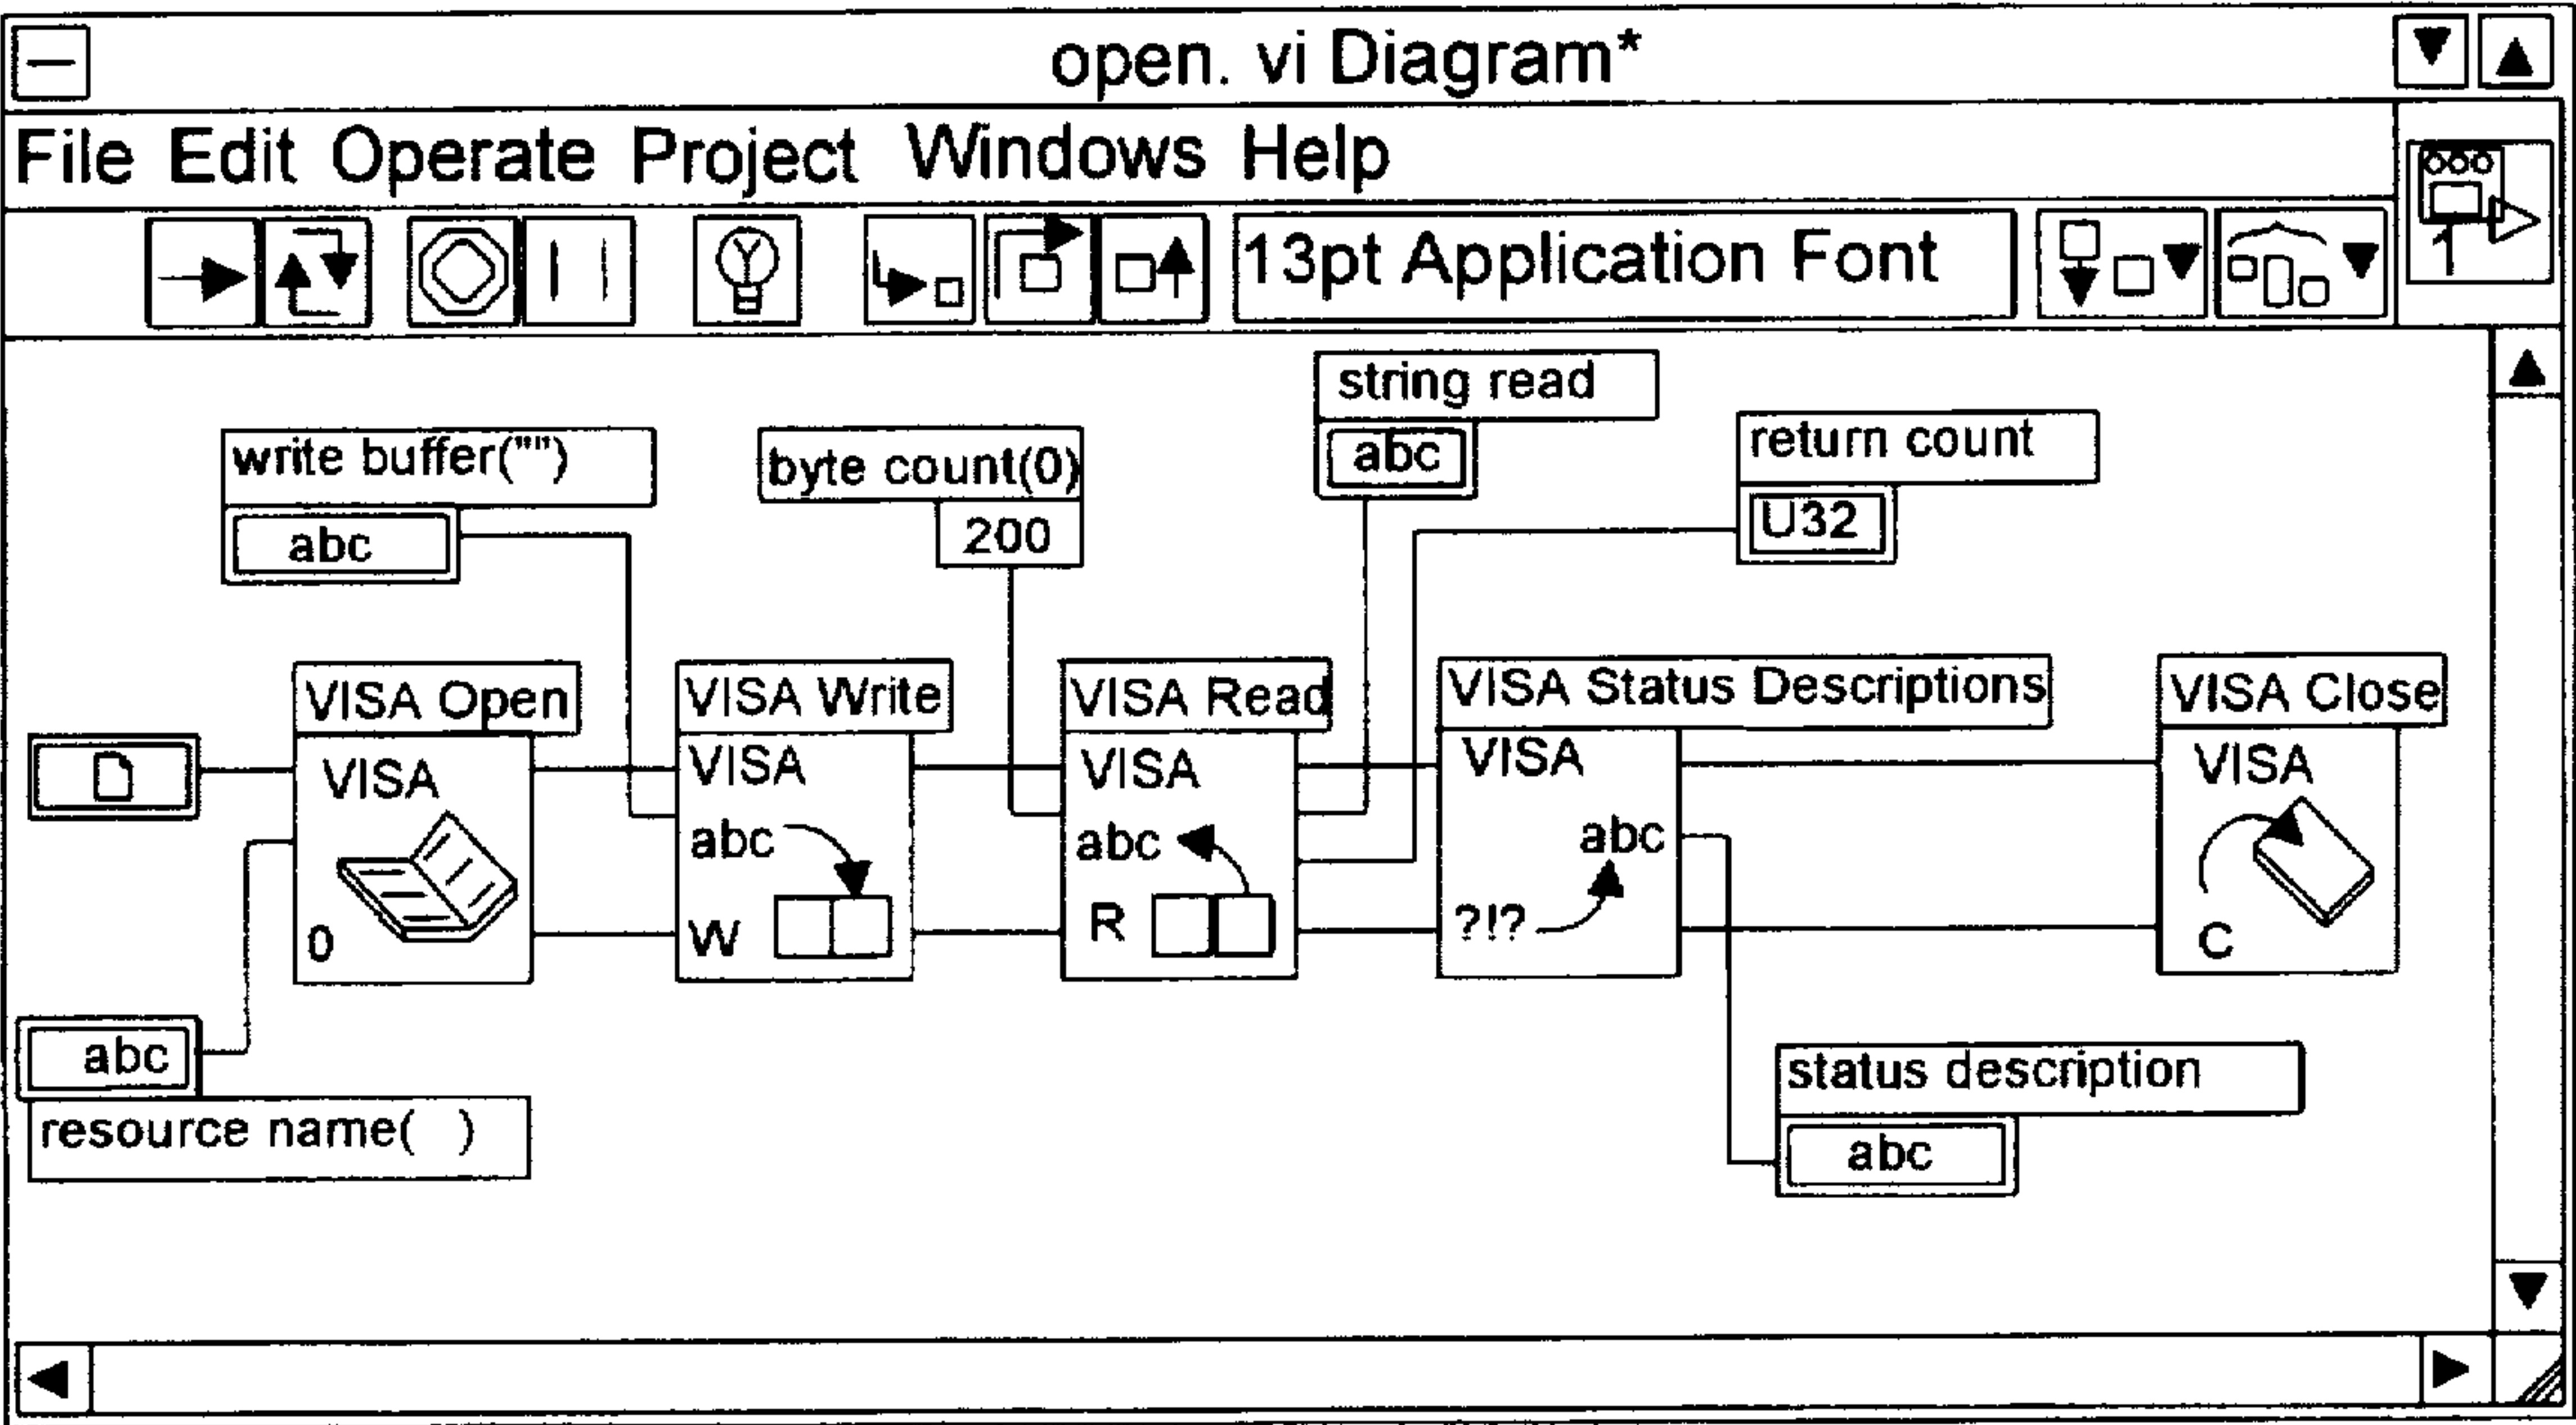 open. vi Diagram*
File Edit Operate Project Windows Help
13pt Application Font
1
string read
abc
return count
U32
write buffer("")
abc
byte count(0)
200
VISA Open
VISA
0
VISA Write
VISA
abc
W
VISA Read
VISA
abc
R
VISA Status Descriptions
VISA
abc
?!?
VISA Close
VISA
C
abc
resource name( )
status description
abc